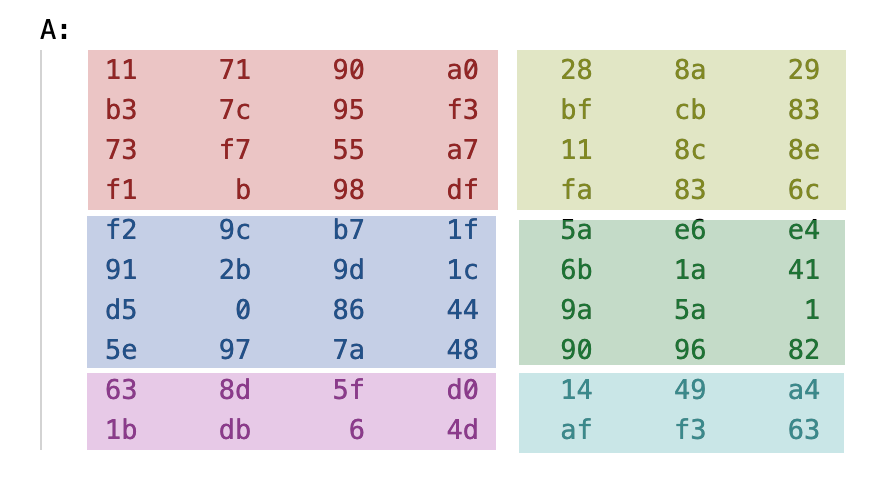 A:
11 71 90 a0 28 8a 29
b3 7c 95 f3 bf cb 83
73 f7 55 a7 11 8c 8e
f1 b 98 df fa 83 6c
f2 9c b7 1f 5a e6 e4
91 2b 9d 1c 6b 1a 41
d5 0 86 44 9a 5a 1
5e 97 7a 48 90 96 82
63 8d 5f d0 14 49 a4
1b db 6 4d af f3 63